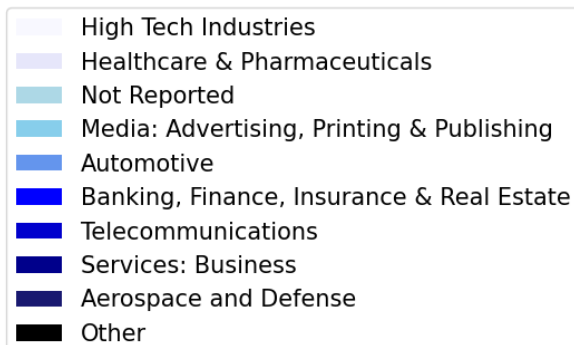 High Tech Industries
Healthcare & Pharmaceuticals
Not Reported
Media: Advertising, Printing & Publishing
Automotive
Banking, Finance, Insurance & Real Estate
Telecommunications
Services: Business
Aerospace and Defense
Other